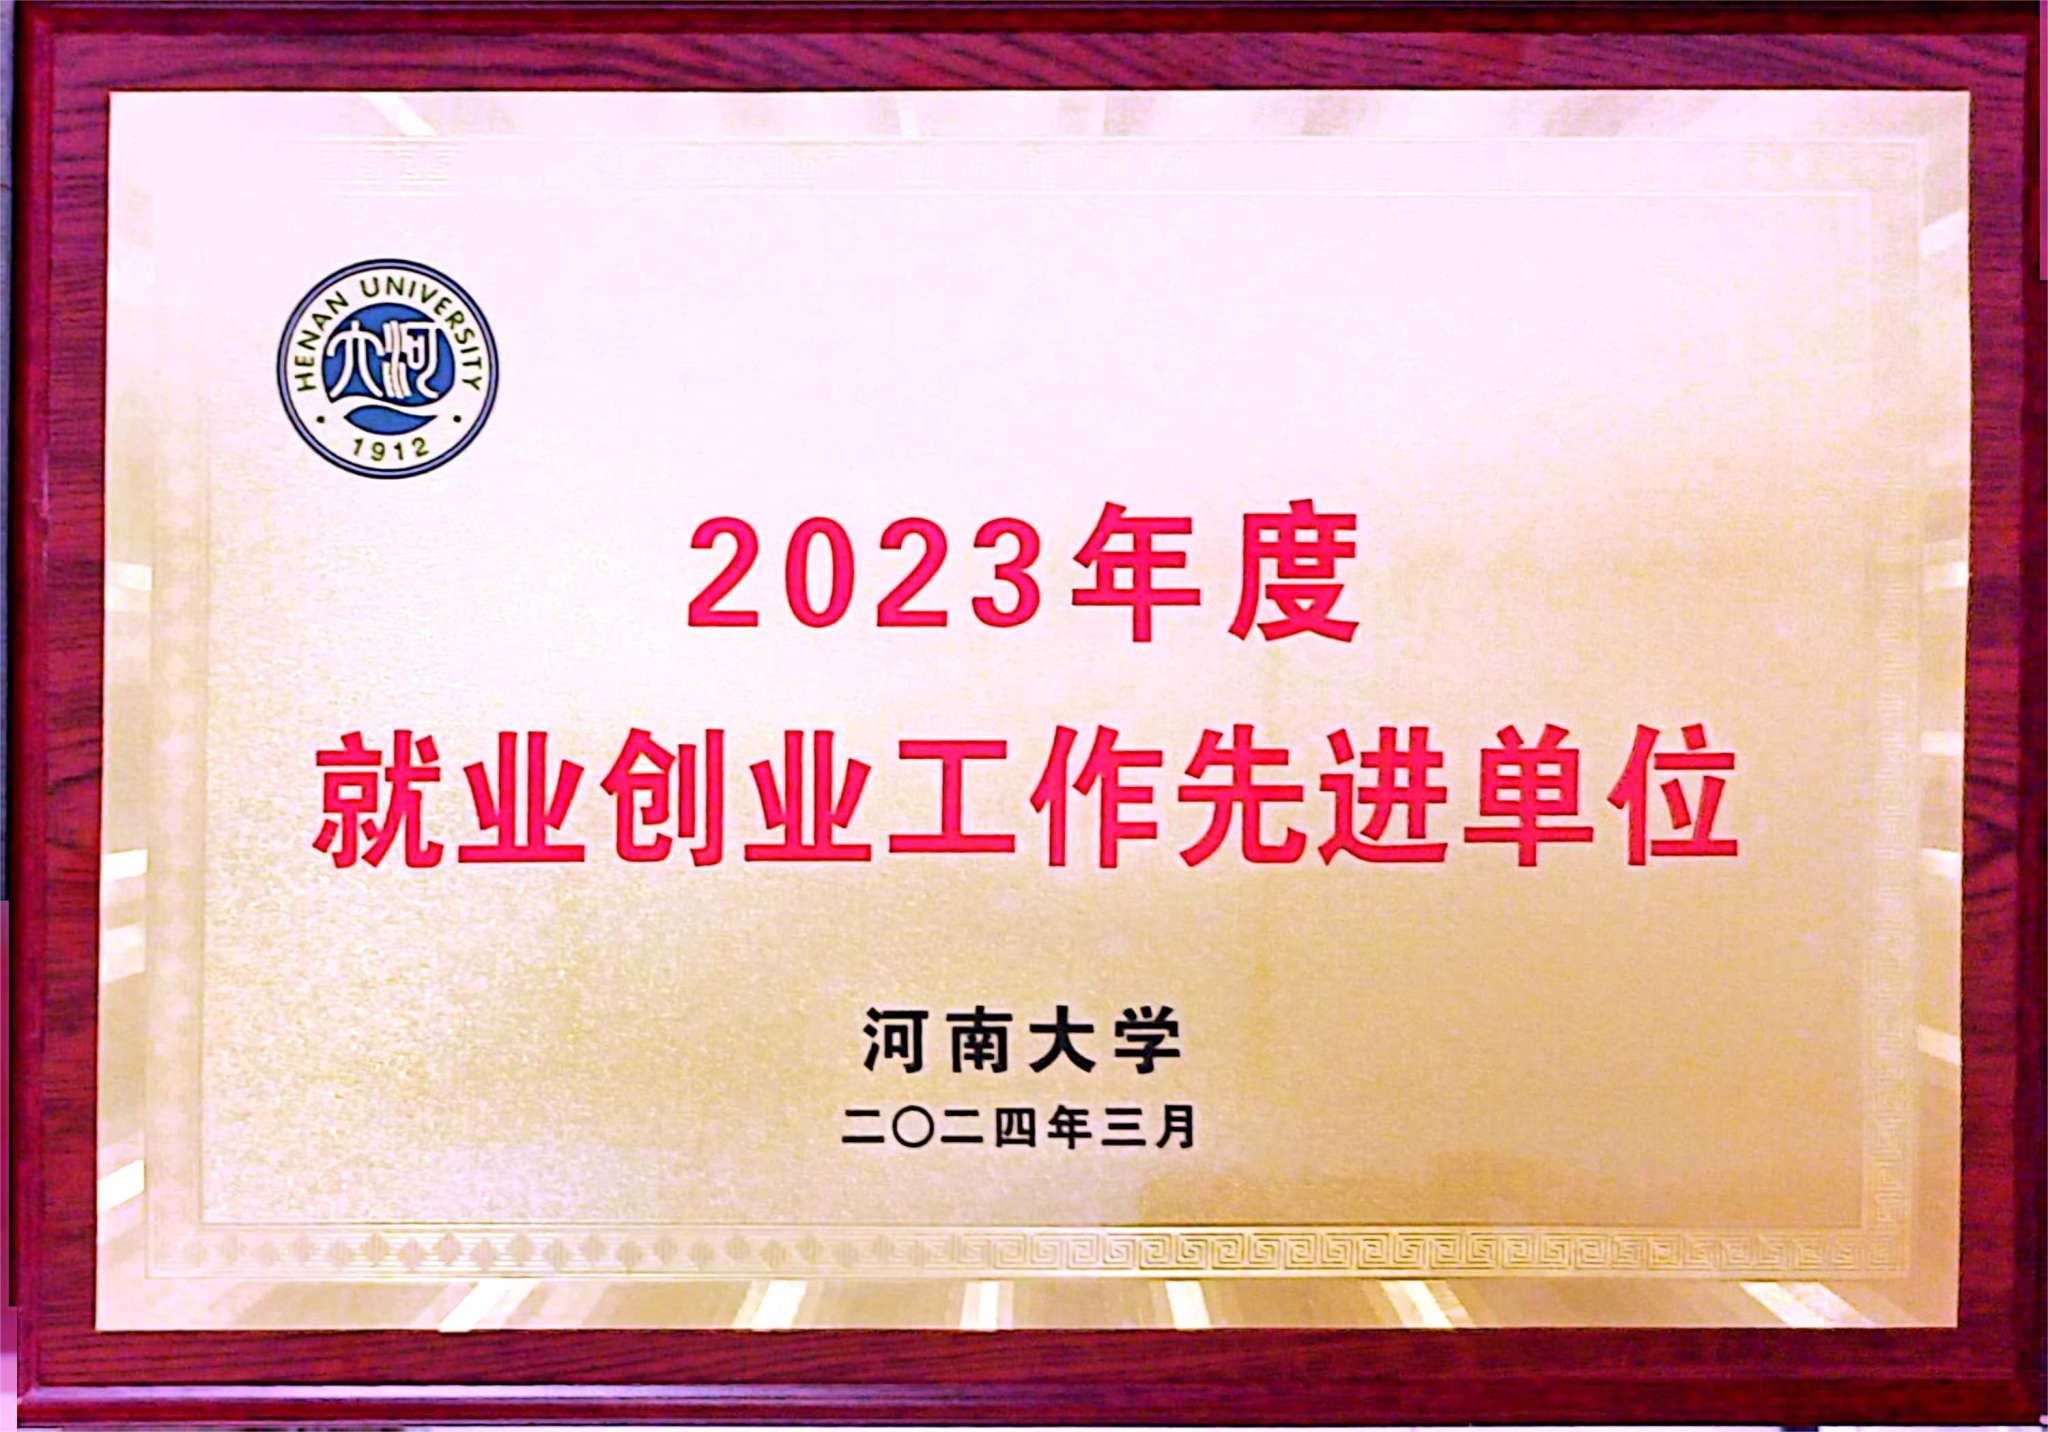 HENAN UNIVERSITY
大河
1912
2023年度
就业创业工作先进单位
河南大学
二〇二四年三月